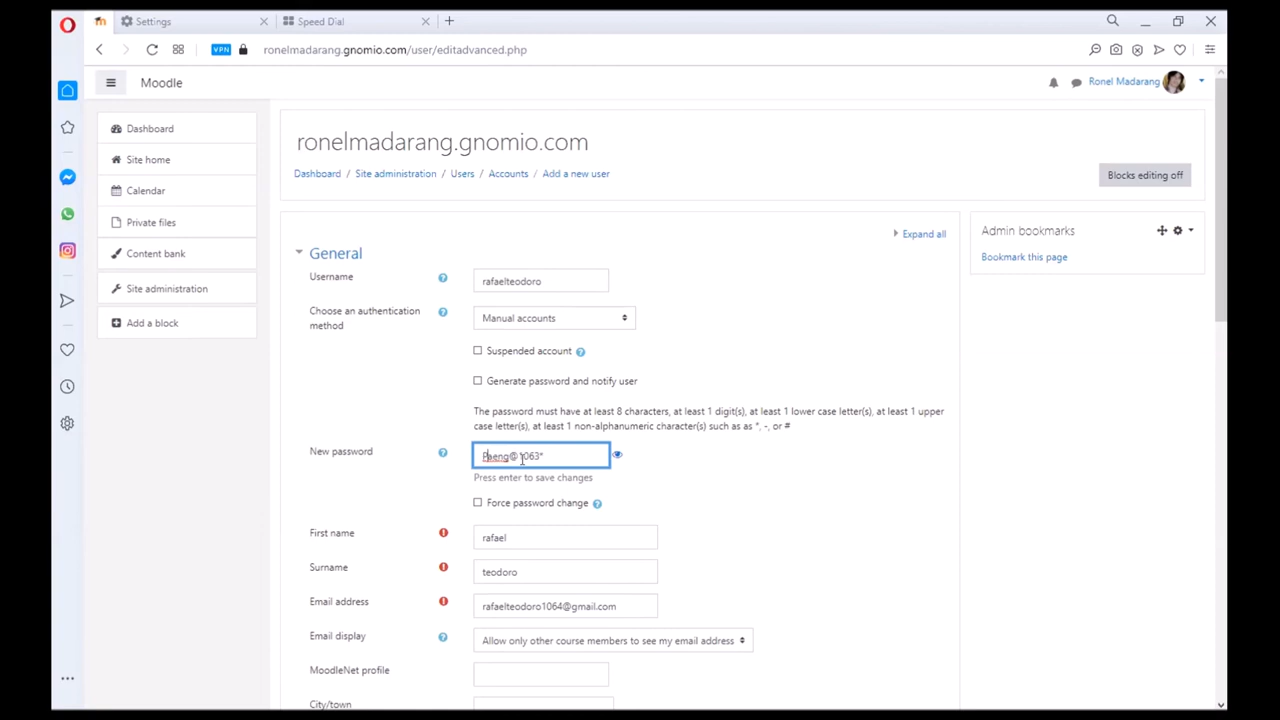 Settings
Speed Dial
VPN
ronelmadarang.gnomio.com/user/editadvanced.php
Moodle
Ronel Madarang
Dashboard
Site home
Calendar
Private files
Content bank
Site administration
Add a block
ronelmadarang.gnomio.com
Dashboard / Site administration / Users / Accounts / Add a new user
Blocks editing off
Expand all
Admin bookmarks
Bookmark this page
General
Username
rafaelteodoro
Choose an authentication
method
Manual accounts
Suspended account
Generate password and notify user
The password must have at least 8 characters, at least 1 digit(s), at least 1 lower case letter(s), at least 1 upper
case letter(s), at least 1 non-alphanumeric character(s) such as as *, -, or #
New password
Paeng@1063*
Press enter to save changes
Force password change
First name
rafael
Surname
teodoro
Email address
rafaelteodoro1064@gmail.com
Email display
Allow only other course members to see my email address
MoodleNet profile
City/town